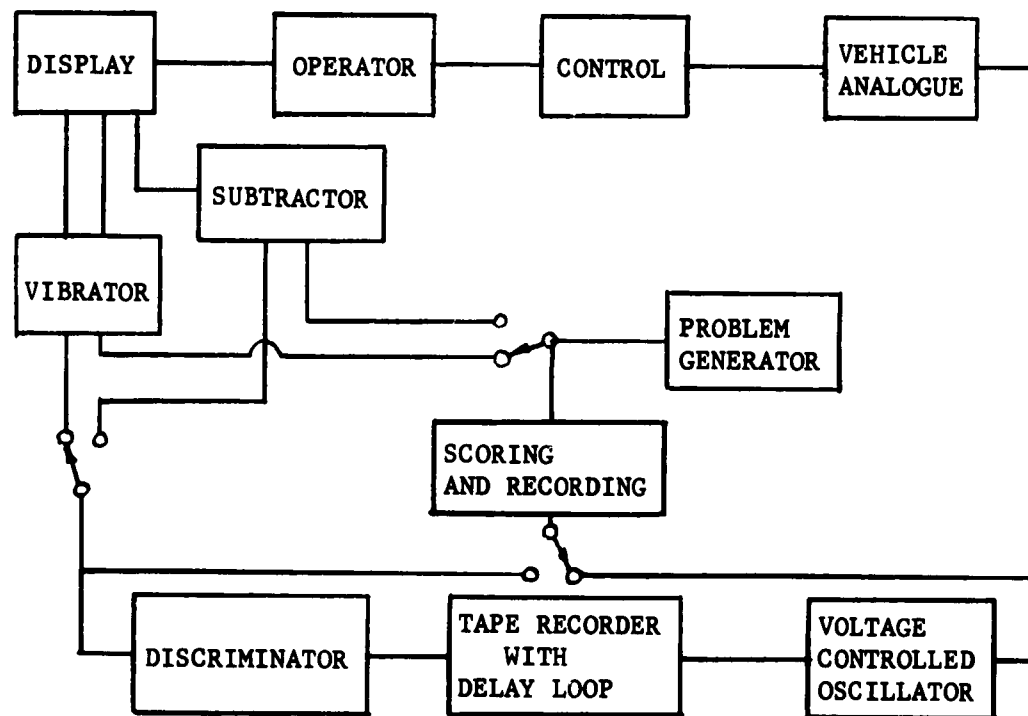 DISPLAY
OPERATOR
CONTROL
VEHICLE
ANALOGUE
SUBTRACTOR
VIBRATOR
PROBLEM
GENERATOR
SCORING
AND RECORDING
DISCRIMINATOR
TAPE RECORDER
WITH
DELAY LOOP
VOLTAGE
CONTROLLED
OSCILLATOR